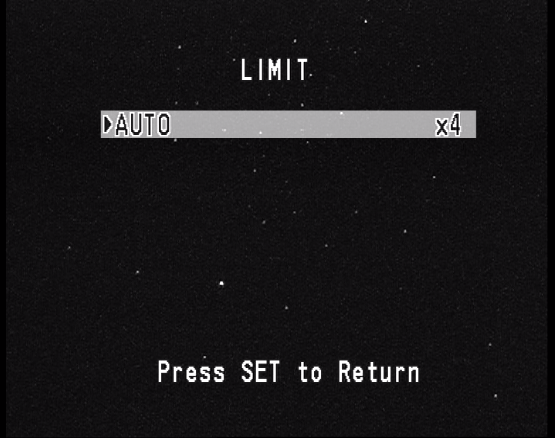 LIMIT
AUTO x4
Press SET to Return